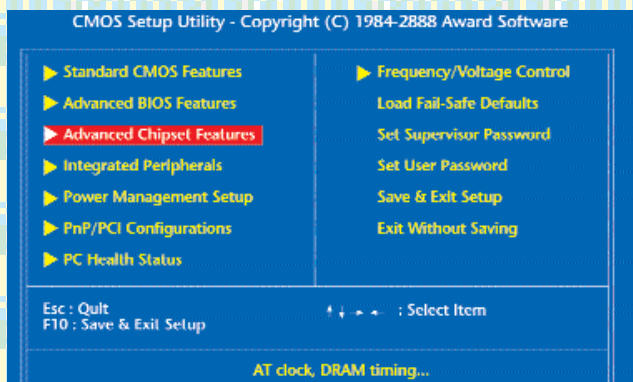 CMOS Setup Utility - Copyright (C) 1984-2888 Award Software
Standard CMOS Features
Advanced BIOS Features
Advanced Chipset Features
Integrated Peripherals
Power Management Setup
PnP/PCI Configurations
PC Health Status
Frequency/Voltage Control
Load Fail-Safe Defaults
Set Supervisor Password
Set User Password
Save & Exit Setup
Exit Without Saving
Esc : Quit
F10 : Save & Exit Setup
↑ ↓ → ← : Select Item
AT clock, DRAM timing...